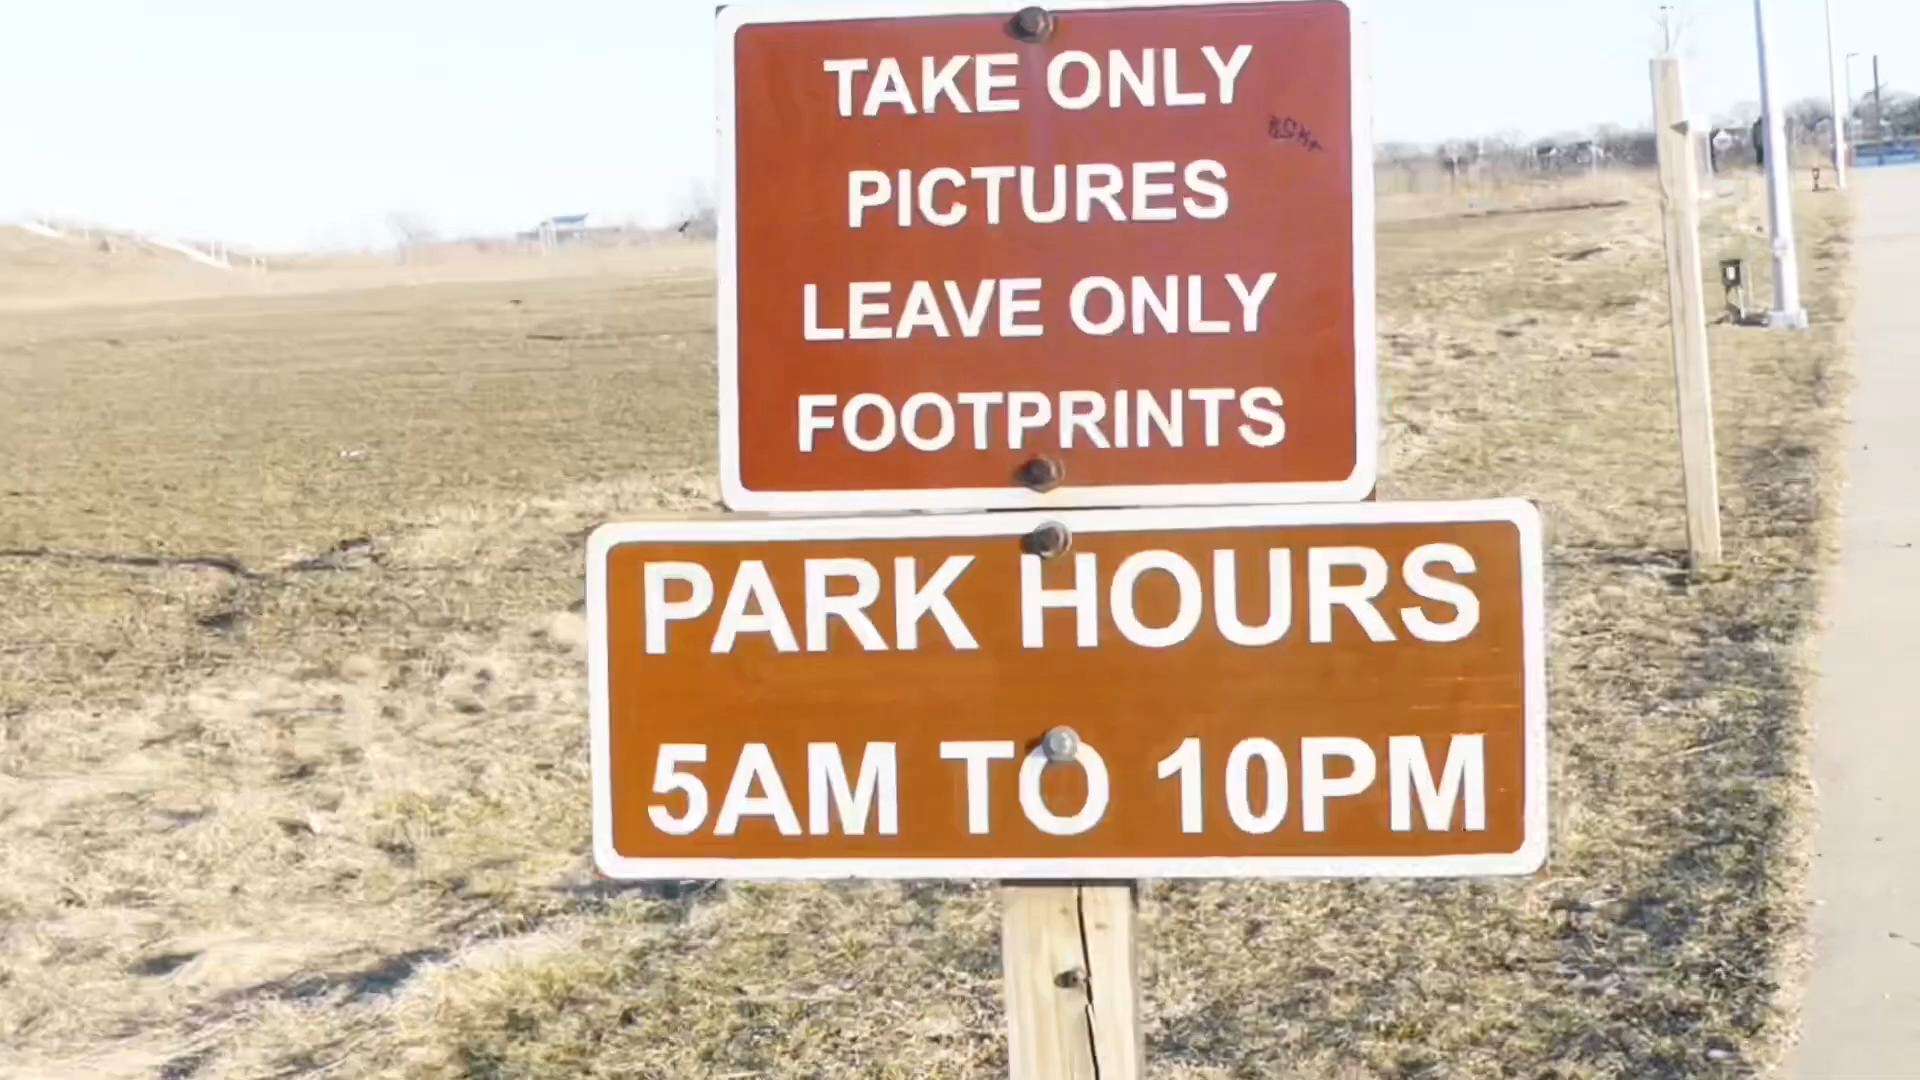 TAKE ONLY
PICTURES
LEAVE ONLY
FOOTPRINTS
PARK HOURS
5AM TO 10PM